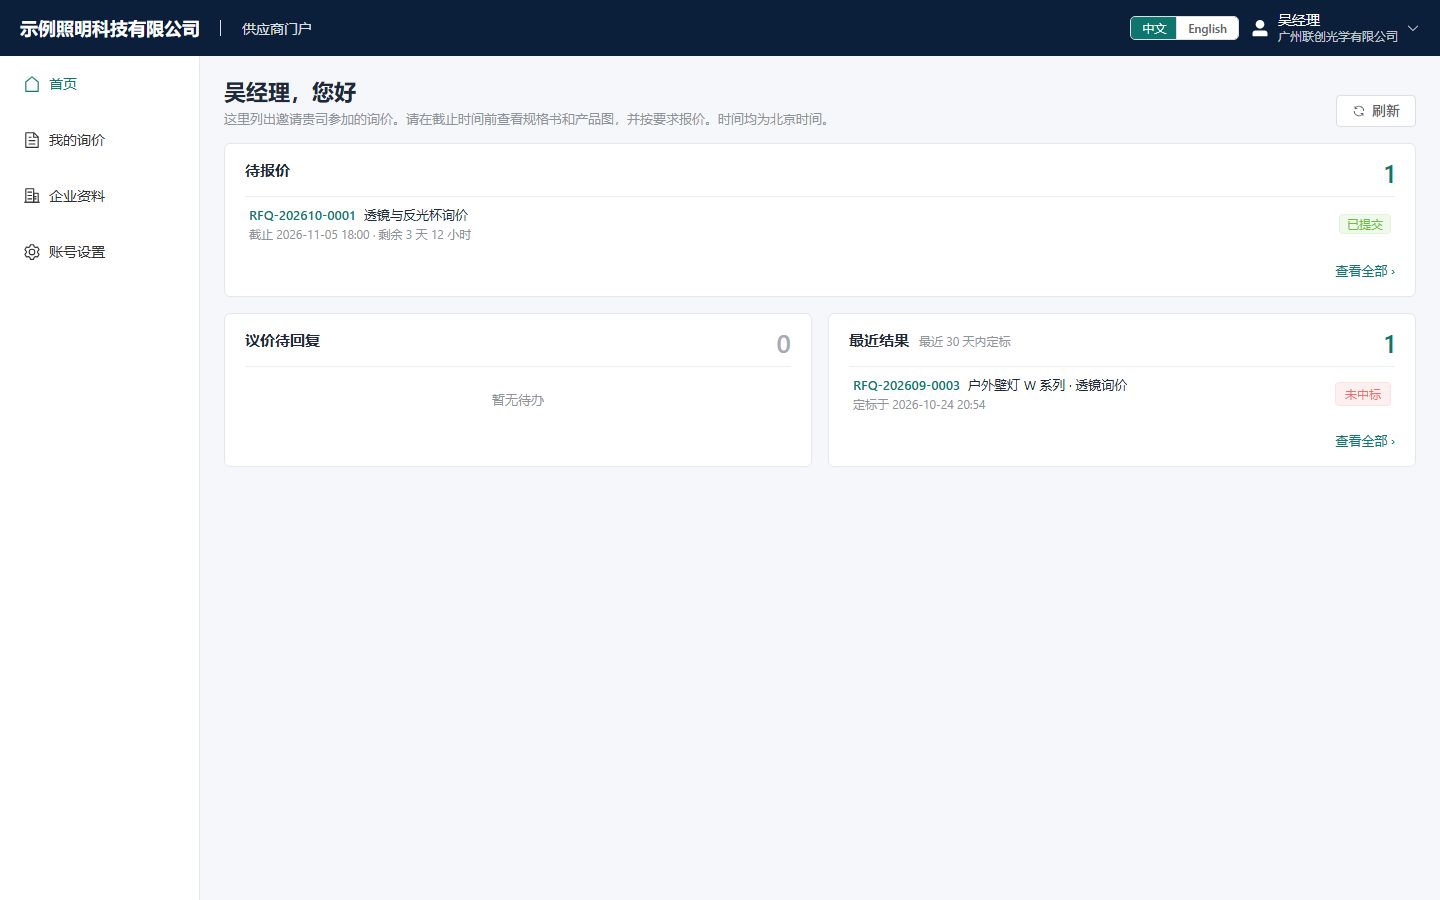 示例照明科技有限公司
供应商门户
中文
English
吴经理
广州联创光学有限公司
首页
我的询价
企业资料
账号设置
吴经理，您好
这里列出邀请贵司参加的询价。请在截止时间前查看规格书和产品图，并按要求报价。时间均为北京时间。
刷新
待报价
1
RFQ-202610-0001 透镜与反光杯询价
截止 2026-11-05 18:00 · 剩余 3 天 12 小时
已提交
查看全部 ›
议价待回复
0
暂无待办
最近结果 最近 30 天内定标
1
RFQ-202609-0003 户外壁灯 W 系列 · 透镜询价
定标于 2026-10-24 20:54
未中标
查看全部 ›